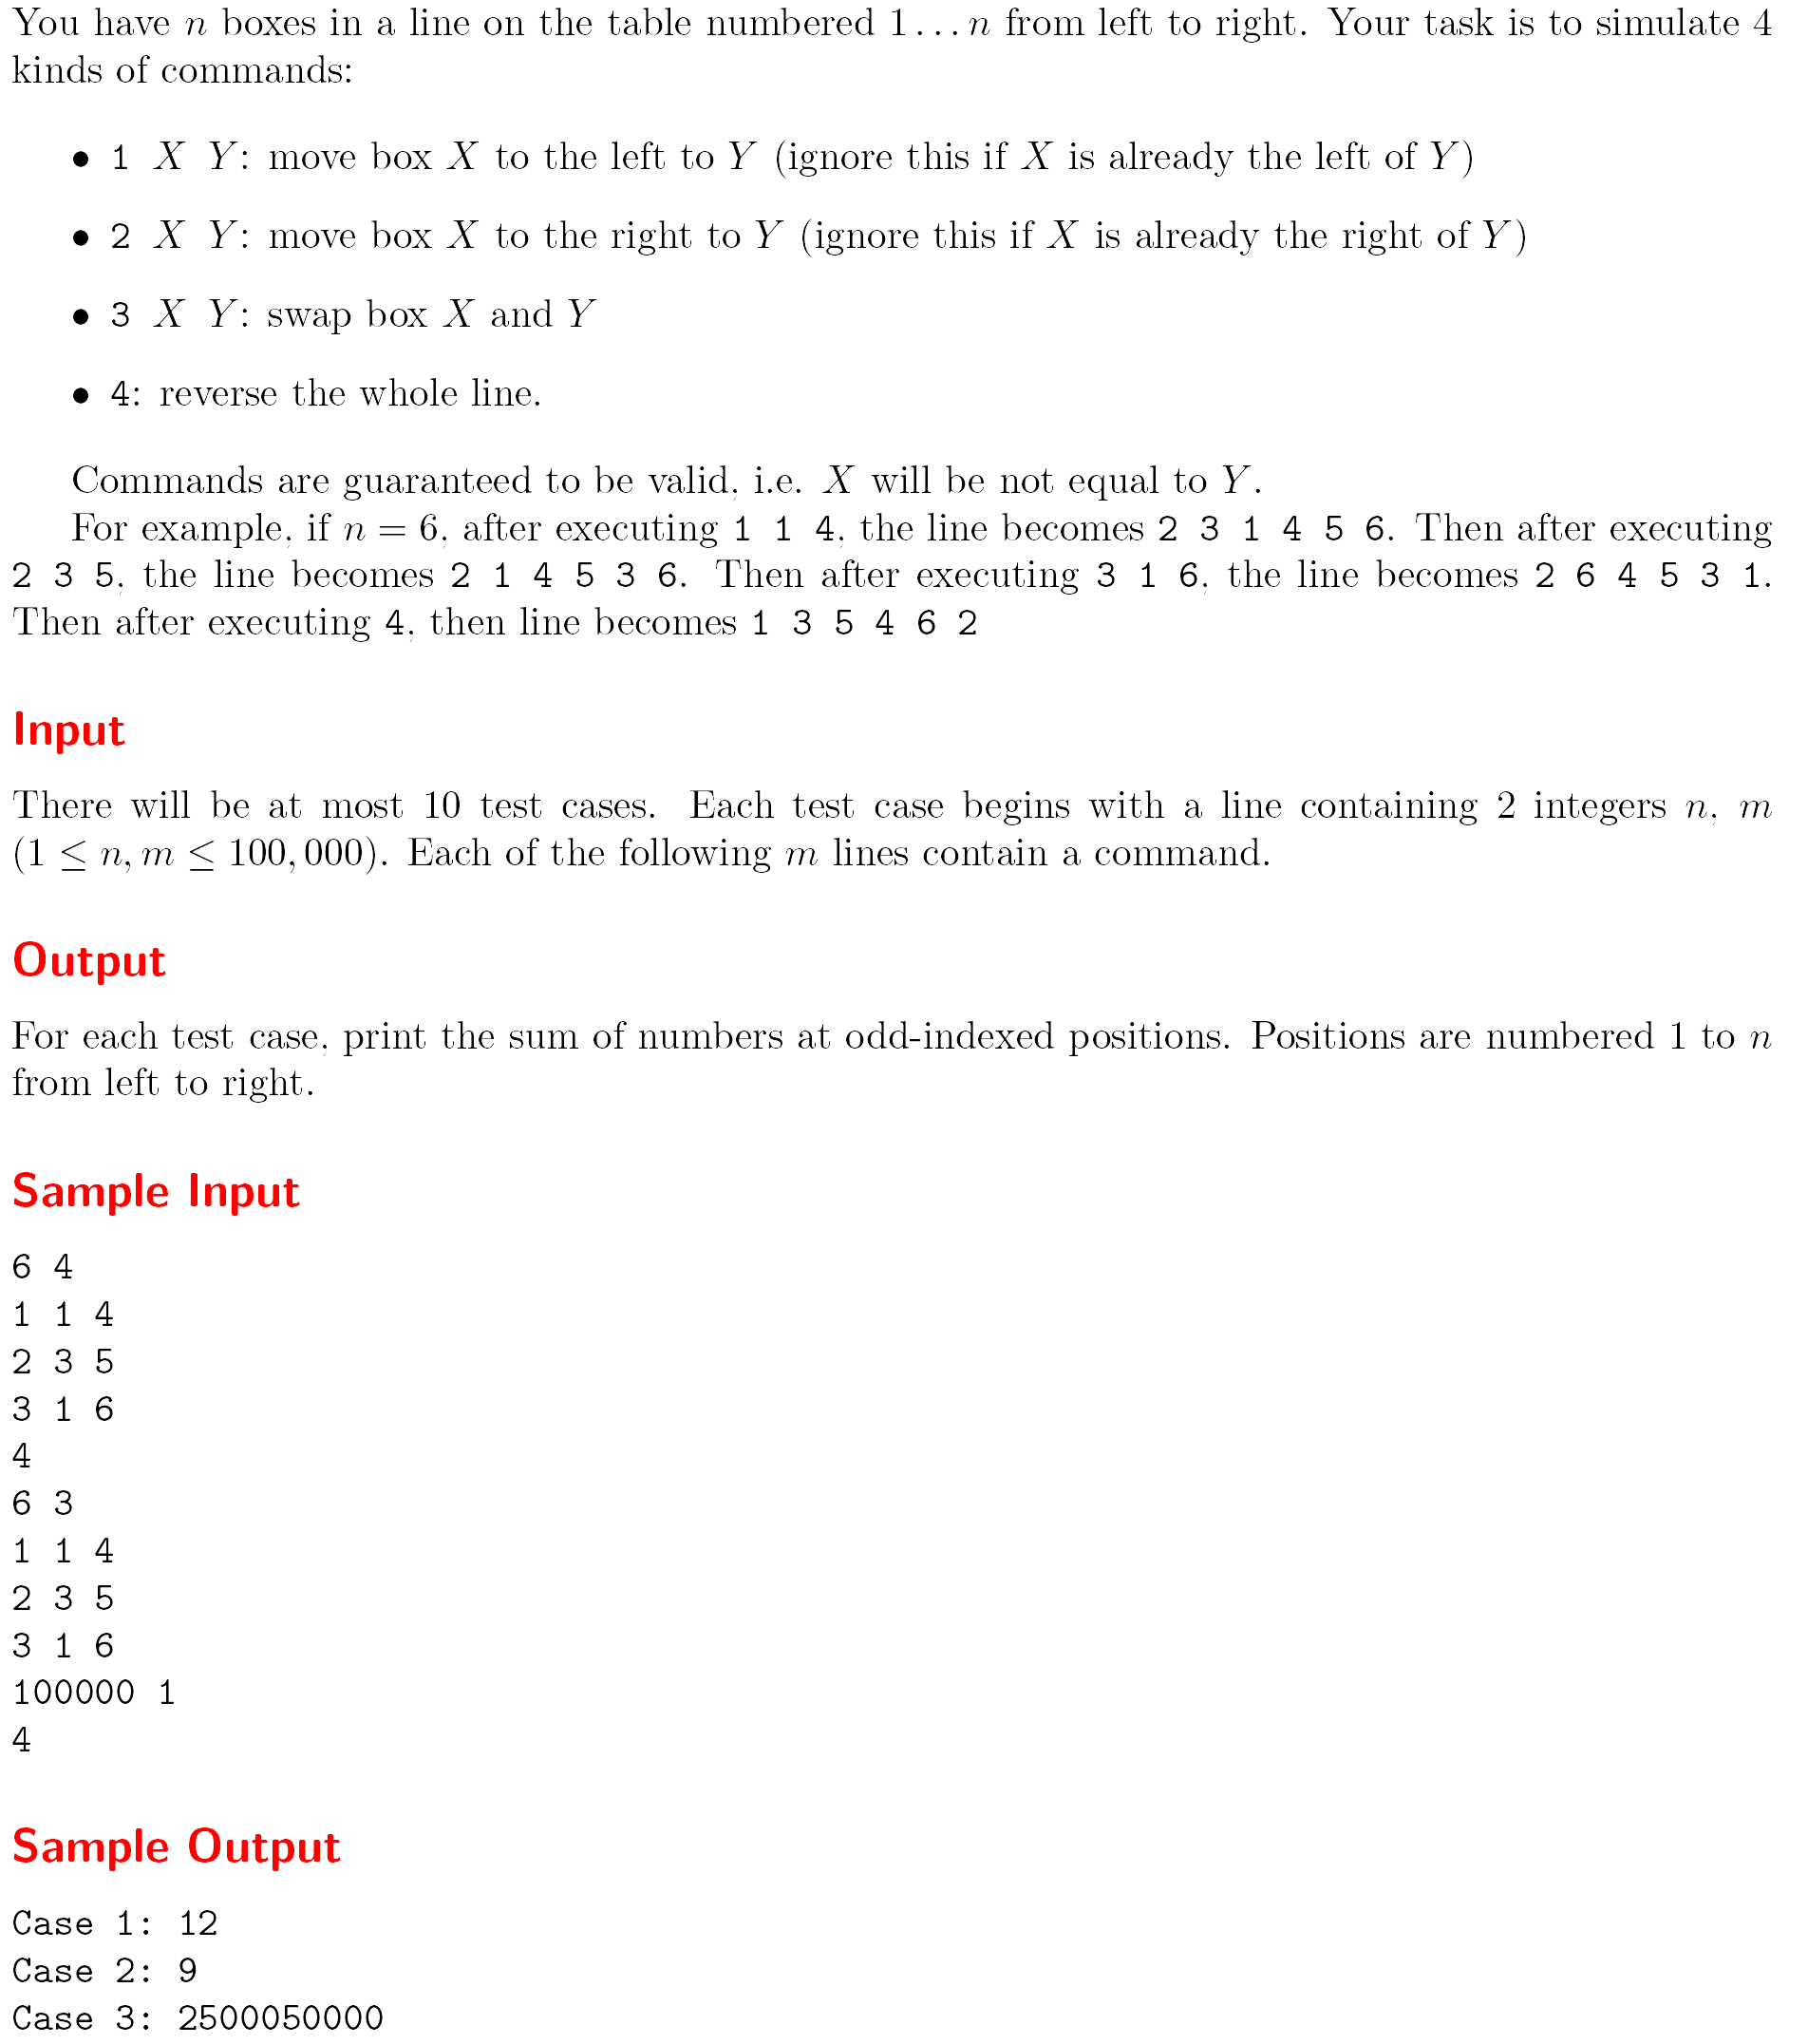 You have n boxes in a line on the table numbered 1 . . . n from left to right. Your task is to simulate 4
kinds of commands:
• 1 X Y: move box X to the left to Y (ignore this if X is already the left of Y)
• 2 X Y: move box X to the right to Y (ignore this if X is already the right of Y)
• 3 X Y: swap box X and Y
• 4: reverse the whole line.
Commands are guaranteed to be valid, i.e. X will be not equal to Y.
For example, if n = 6, after executing 1 1 4, the line becomes 2 3 1 4 5 6. Then after executing
2 3 5, the line becomes 2 1 4 5 3 6. Then after executing 3 1 6, the line becomes 2 6 4 5 3 1.
Then after executing 4, then line becomes 1 3 5 4 6 2
Input
There will be at most 10 test cases. Each test case begins with a line containing 2 integers n, m
(1 ≤ n, m ≤ 100, 000). Each of the following m lines contain a command.
Output
For each test case, print the sum of numbers at odd-indexed positions. Positions are numbered 1 to n
from left to right.
Sample Input
6 4
1 1 4
2 3 5
3 1 6
4
6 3
1 1 4
2 3 5
3 1 6
100000 1
4
Sample Output
Case 1: 12
Case 2: 9
Case 3: 2500050000